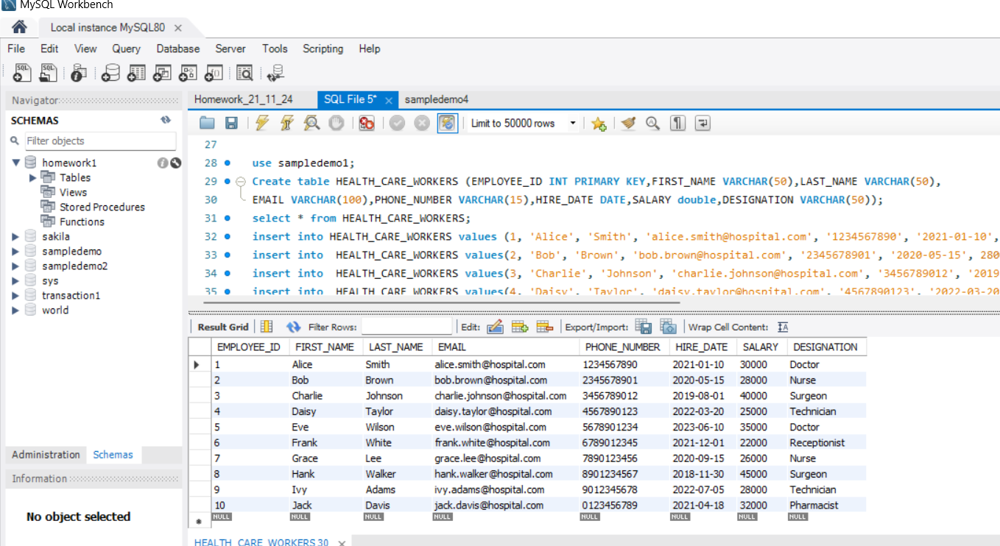 MySQL Workbench
Local instance MySQL80
File Edit View Query Database Server Tools Scripting Help
Navigator
SCHEMAS
Filter objects
homework1
Tables
Views
Stored Procedures
Functions
sakila
sampledemo
sampledemo2
sys
transaction1
world
Administration Schemas
Information
No object selected
Homework_21_11_24 SQL File 5* sampledemo4
Limit to 50000 rows
27
28 use sampledemo1;
29 Create table HEALTH_CARE_WORKERS (EMPLOYEE_ID INT PRIMARY KEY,FIRST_NAME VARCHAR(50),LAST_NAME VARCHAR(50),
30 EMAIL VARCHAR(100),PHONE_NUMBER VARCHAR(15),HIRE_DATE DATE,SALARY double,DESIGNATION VARCHAR(50));
31 select * from HEALTH_CARE_WORKERS;
32 insert into HEALTH_CARE_WORKERS values (1, 'Alice', 'Smith', 'alice.smith@hospital.com', '1234567890', '2021-01-10',
33 insert into  HEALTH_CARE_WORKERS values(2, 'Bob', 'Brown', 'bob.brown@hospital.com', '2345678901', '2020-05-15', 280
34 insert into  HEALTH_CARE_WORKERS values(3, 'Charlie', 'Johnson', 'charlie.johnson@hospital.com', '3456789012', '2019
35 insert into  HEALTH_CARE_WORKERS values(4, 'Daisy', 'Taylor', 'daisy.taylor@hospital.com', '4567890123', '2022-03-20
Result Grid Filter Rows: Edit: Export/Import: Wrap Cell Content:
EMPLOYEE_ID FIRST_NAME LAST_NAME EMAIL PHONE_NUMBER HIRE_DATE SALARY DESIGNATION
1 Alice Smith alice.smith@hospital.com 1234567890 2021-01-10 30000 Doctor
2 Bob Brown bob.brown@hospital.com 2345678901 2020-05-15 28000 Nurse
3 Charlie Johnson charlie.johnson@hospital.com 3456789012 2019-08-01 40000 Surgeon
4 Daisy Taylor daisy.taylor@hospital.com 4567890123 2022-03-20 25000 Technician
5 Eve Wilson eve.wilson@hospital.com 5678901234 2023-06-10 35000 Doctor
6 Frank White frank.white@hospital.com 6789012345 2021-12-01 22000 Receptionist
7 Grace Lee grace.lee@hospital.com 7890123456 2020-09-15 26000 Nurse
8 Hank Walker hank.walker@hospital.com 8901234567 2018-11-30 45000 Surgeon
9 Ivy Adams ivy.adams@hospital.com 9012345678 2022-07-05 28000 Technician
10 Jack Davis jack.davis@hospital.com 0123456789 2021-04-18 32000 Pharmacist
NULL NULL NULL NULL NULL NULL NULL NULL
HEALTH_CARE_WORKERS 30